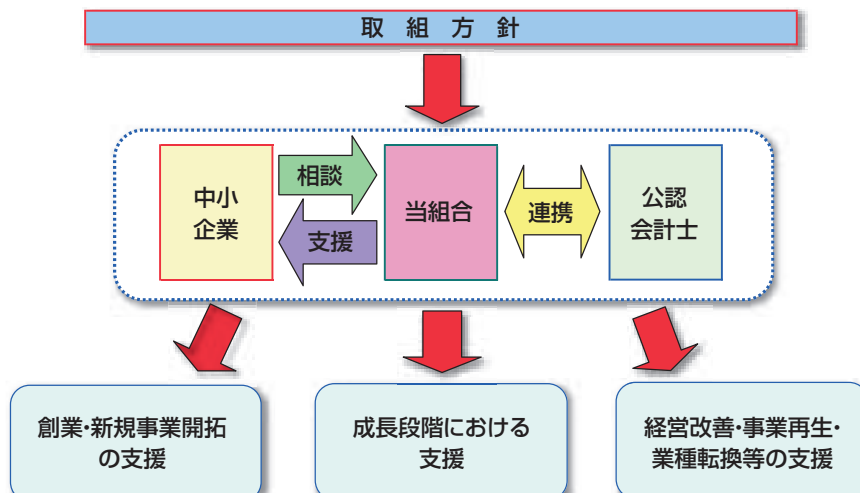 取組方針
中小
企業
相談
支援
当組合
連携
公認
会計士
創業・新規事業開拓
の支援
成長段階における
支援
経営改善・事業再生・
業種転換等の支援